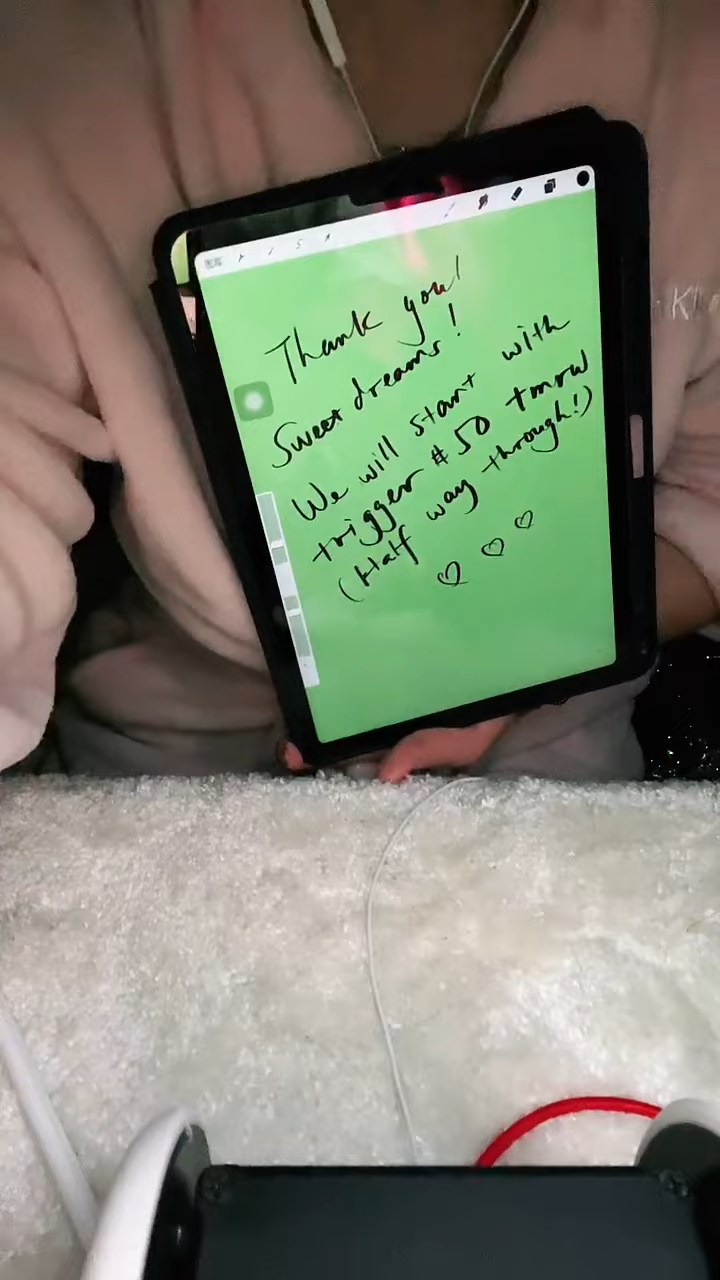 Thank you!
Sweet dreams!
We will start with
trigger #50 tmrw
(Half way through!)